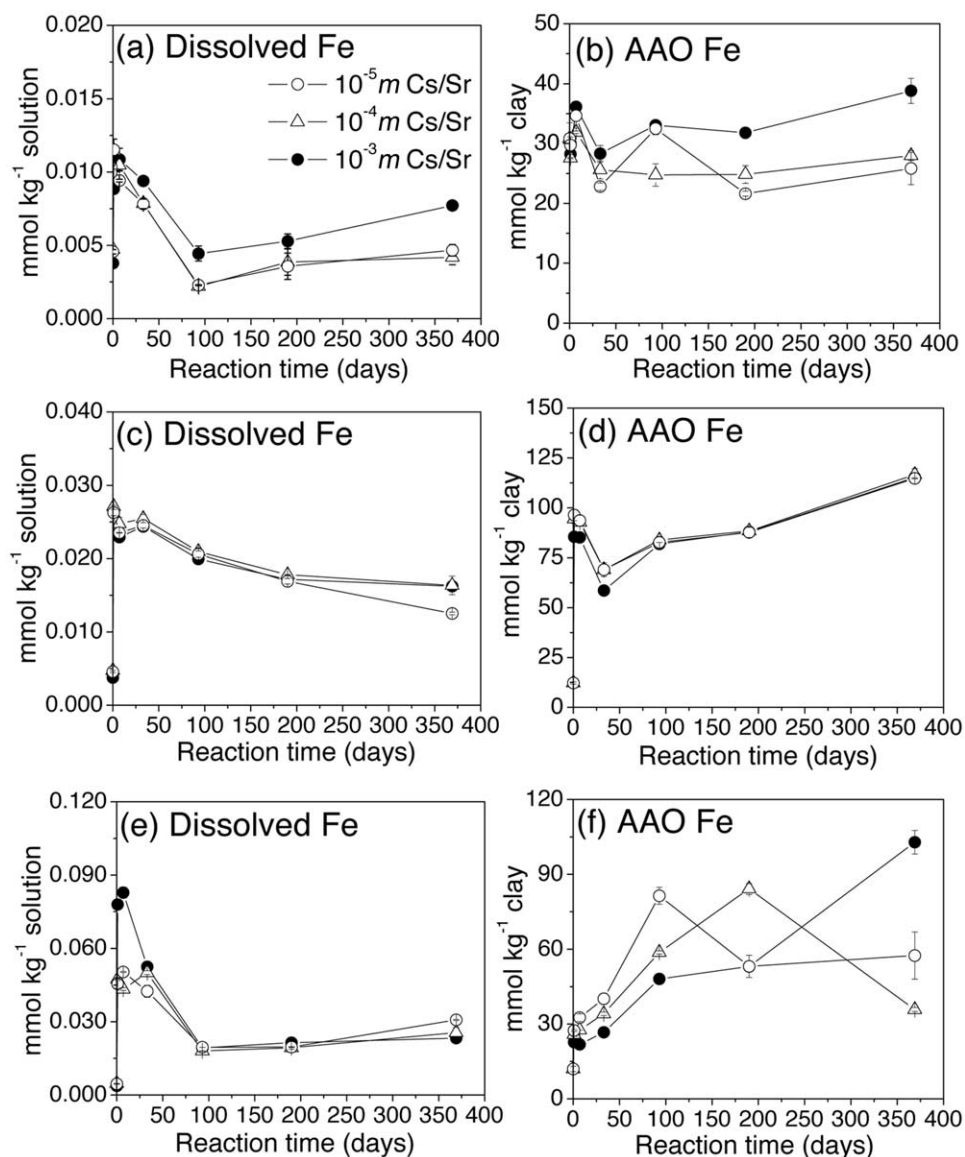 (a) Dissolved Fe
10⁻⁵m Cs/Sr
10⁻⁴m Cs/Sr
10⁻³m Cs/Sr
mmol kg⁻¹ solution
0.020
0.015
0.010
0.005
0.000
0 50 100 150 200 250 300 350 400
Reaction time (days)
(b) AAO Fe
mmol kg⁻¹ clay
50
40
30
20
10
0
0 50 100 150 200 250 300 350 400
Reaction time (days)
(c) Dissolved Fe
mmol kg⁻¹ solution
0.040
0.030
0.020
0.010
0.000
0 50 100 150 200 250 300 350 400
Reaction time (days)
(d) AAO Fe
mmol kg⁻¹ clay
150
125
100
75
50
25
0
0 50 100 150 200 250 300 350 400
Reaction time (days)
(e) Dissolved Fe
mmol kg⁻¹ solution
0.120
0.090
0.060
0.030
0.000
0 50 100 150 200 250 300 350 400
Reaction time (days)
(f) AAO Fe
mmol kg⁻¹ clay
120
90
60
30
0
0 50 100 150 200 250 300 350 400
Reaction time (days)